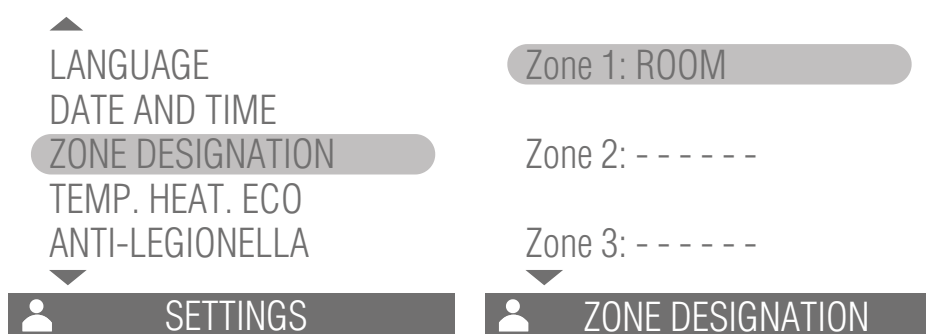 LANGUAGE
DATE AND TIME
ZONE DESIGNATION
TEMP. HEAT. ECO
ANTI-LEGIONELLA
SETTINGS
Zone 1: ROOM
Zone 2: - - - - - -
Zone 3: - - - - - -
ZONE DESIGNATION